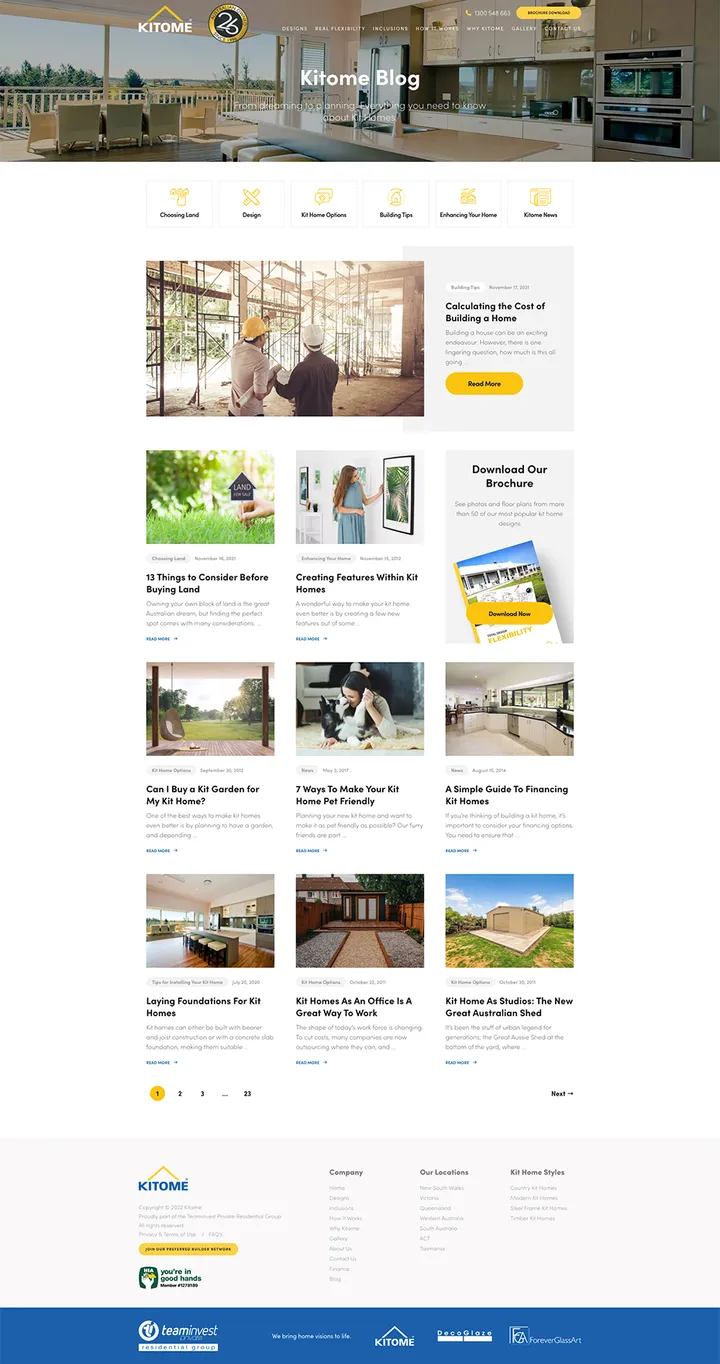 KITOME
26
1300 548 663
BROCHURE DOWNLOAD
DESIGNS REAL FLEXIBILITY INCLUSIONS HOW IT WORKS WHY KITOME GALLERY CONTACT US
Kitome Blog
From dreaming to planning. Everything you need to know
about Kit Homes.
Choosing Land
Design
Kit Home Options
Building Tips
Enhancing Your Home
Kitome News
Building Tips November 17, 2021
Calculating the Cost of
Building a Home
Building a house can be an exciting
endeavour. However, there is one
lingering question, how much is this all
going ...
Read More
LAND
FOR SALE
Choosing Land November 16, 2021
13 Things to Consider Before
Buying Land
Owning your own block of land is the great
Australian dream, but finding the perfect
spot comes with many considerations. ...
READ MORE →
Enhancing Your Home November 15, 2012
Creating Features Within Kit
Homes
A wonderful way to make your kit home
even better is by creating a few new
features out of some ...
READ MORE →
Download Our
Brochure
See photos and floor plans from more
than 50 of our most popular kit home
designs.
Download Now
TOTAL DESIGN
FLEXIBILITY
Kit Home Options September 30, 2012
Can I Buy a Kit Garden for
My Kit Home?
One of the best ways to make kit homes
even better is by planning to have a garden,
and depending ...
READ MORE →
News May 3, 2017
7 Ways To Make Your Kit
Home Pet Friendly
Planning your new kit home and want to
make it as pet friendly as possible? Our furry
friends are part ...
READ MORE →
News August 15, 2014
A Simple Guide To Financing
Kit Homes
If you're thinking of building a kit home, it's
important to consider your financing options.
You need to ensure that ...
READ MORE →
Tips for Installing Your Kit Home July 20, 2020
Laying Foundations For Kit
Homes
Kit homes can either be built with bearer
and joist construction or with a concrete slab
foundation, making them suitable ...
READ MORE →
Kit Home Options October 22, 2011
Kit Homes As An Office Is A
Great Way To Work
The shape of today's work force is changing.
To cut costs, many companies are now
outsourcing where they can, and ...
READ MORE →
Kit Home Options October 20, 2011
Kit Home As Studios: The New
Great Australian Shed
It's been the stuff of urban legend for
generations; the Great Aussie Shed at the
bottom of the yard, where ...
READ MORE →
1 2 3 ... 23 Next →
KITOME
Copyright © 2022 Kitome.
Proudly part of the Teaminvest Private Residential Group
All rights reserved.
Privacy & Terms of Use / FAQ's
JOIN OUR PREFERRED BUILDER NETWORK
HIA
you're in
good hands
Member #1278189
Company
Home
Designs
Inclusions
How It Works
Why Kitome
Gallery
About Us
Contact Us
Finance
Blog
Our Locations
New South Wales
Victoria
Queensland
Western Australia
South Australia
ACT
Tasmania
Kit Home Styles
Country Kit Homes
Modern Kit Homes
Steel Frame Kit Homes
Timber Kit Homes
teaminvest
private
residential group
We bring home visions to life.
KITOME
DecoGlaze
ForeverGlassArt